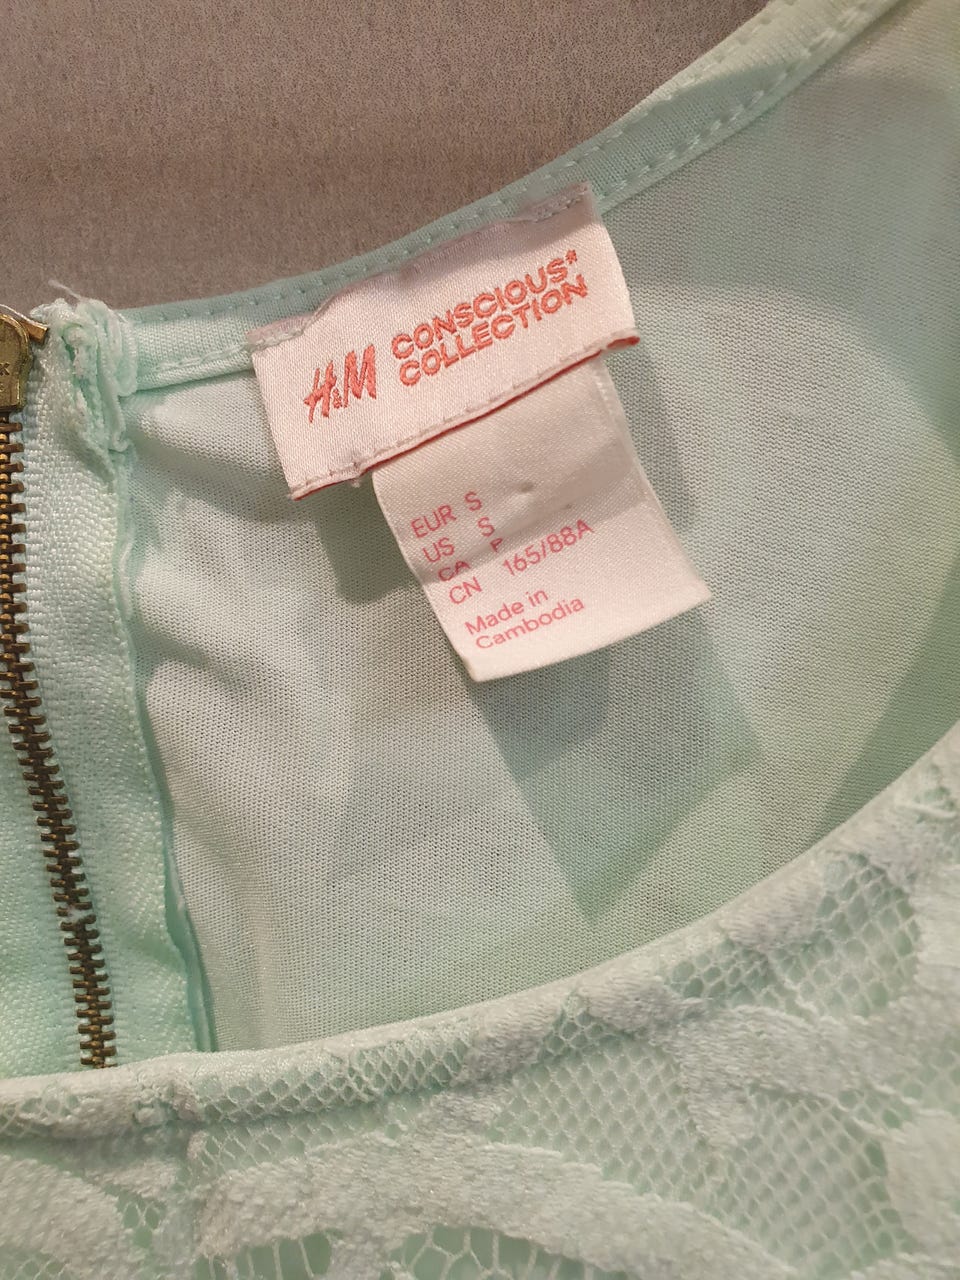 H&M CONSCIOUS*
COLLECTION
EUR S
US S
CA P
CN 165/88A
Made in
Cambodia